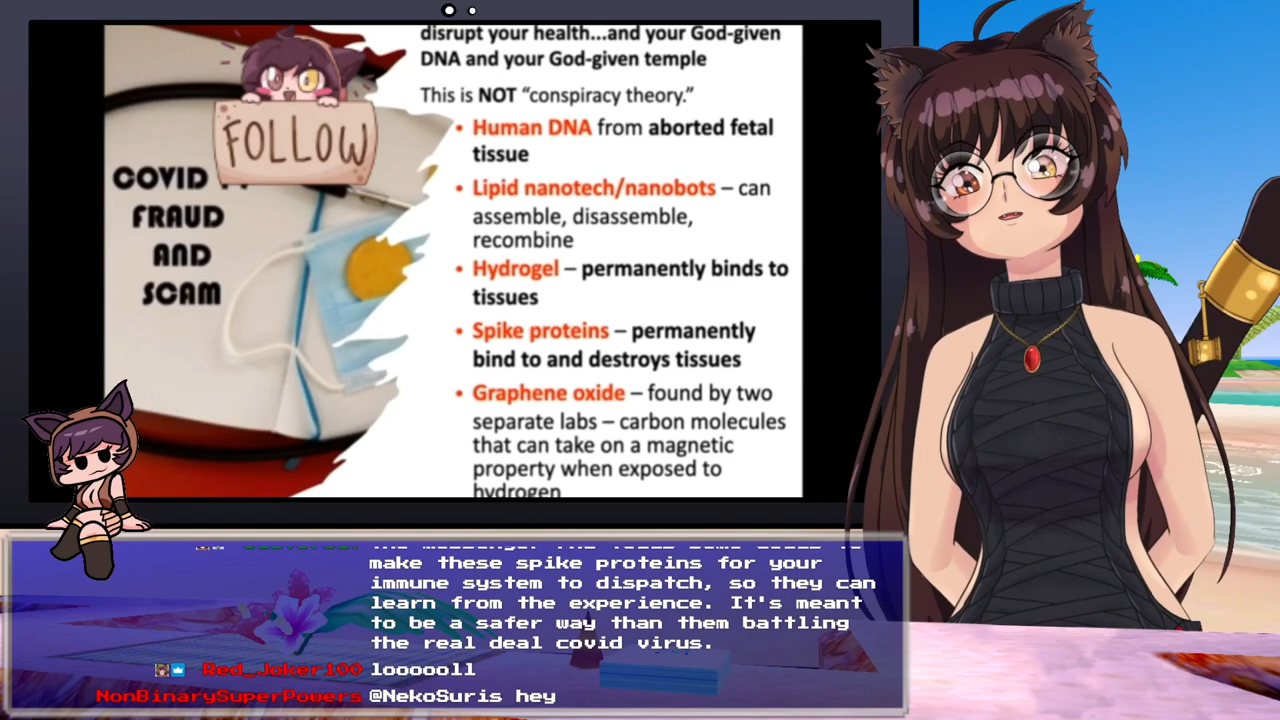 disrupt your health...and your God-given
DNA and your God-given temple
This is NOT “conspiracy theory.”
• Human DNA from aborted fetal
tissue
• Lipid nanotech/nanobots – can
assemble, disassemble,
recombine
• Hydrogel – permanently binds to
tissues
• Spike proteins – permanently
bind to and destroys tissues
• Graphene oxide – found by two
separate labs – carbon molecules
that can take on a magnetic
property when exposed to
hydrogen
FOLLOW
COVID
FRAUD
AND
SCAM
make these spike proteins for your
immune system to dispatch, so they can
learn from the experience. It's meant
to be a safer way than them battling
the real deal covid virus.
Red_Joker100 loooooll
NonBinarySuperPowers @NekoSuris hey